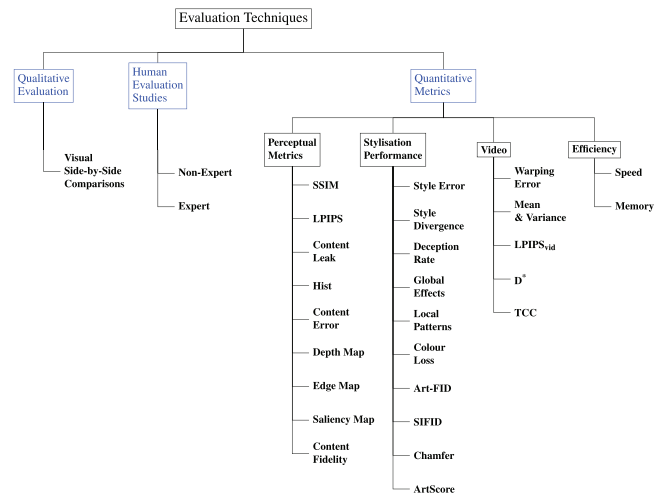 Evaluation Techniques
Qualitative
Evaluation
Human
Evaluation
Studies
Quantitative
Metrics
Visual
Side-by-Side
Comparisons
Non-Expert
Expert
Perceptual
Metrics
SSIM
LPIPS
Content
Leak
Hist
Content
Error
Depth Map
Edge Map
Saliency Map
Content
Fidelity
Stylisation
Performance
Style Error
Style
Divergence
Deception
Rate
Global
Effects
Local
Patterns
Colour
Loss
Art-FID
SIFID
Chamfer
ArtScore
Video
Warping
Error
Mean
& Variance
LPIPSvid
D*
TCC
Efficiency
Speed
Memory